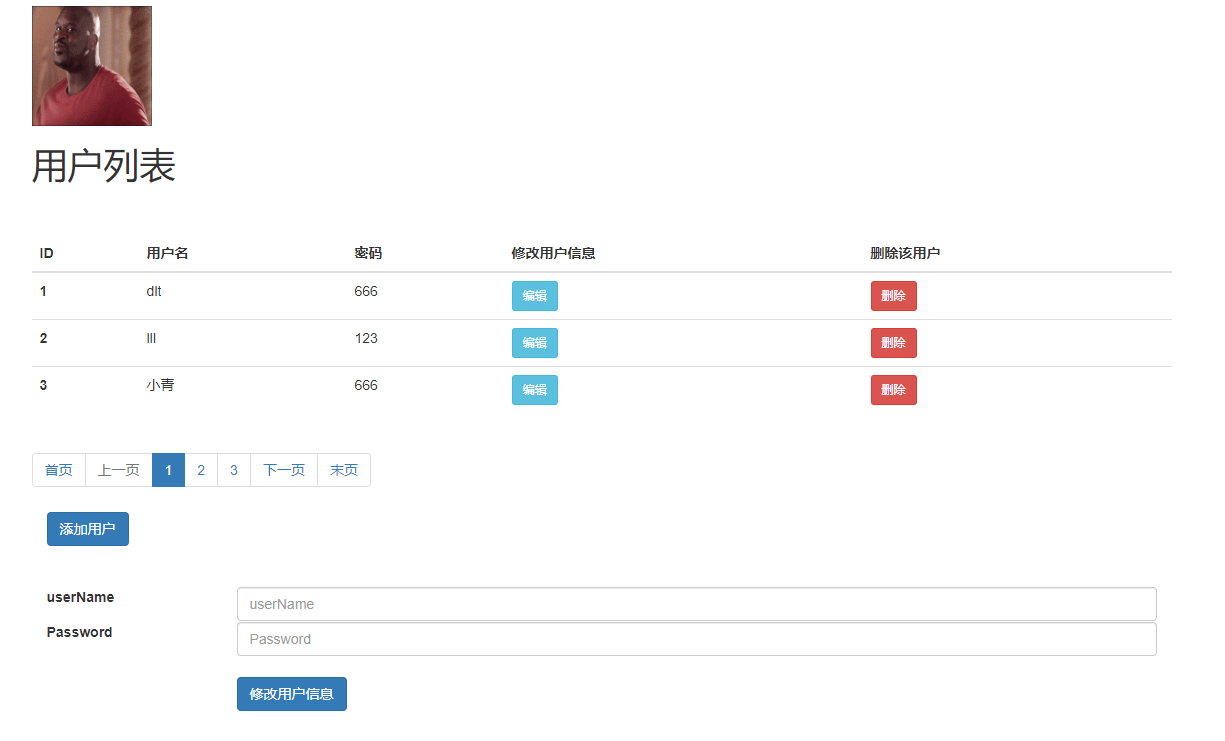 用户列表
ID 用户名 密码 修改用户信息 删除该用户
1 dlt 666 编辑 删除
2 lll 123 编辑 删除
3 小青 666 编辑 删除
首页 上一页 1 2 3 下一页 末页
添加用户
userName userName
Password Password
修改用户信息